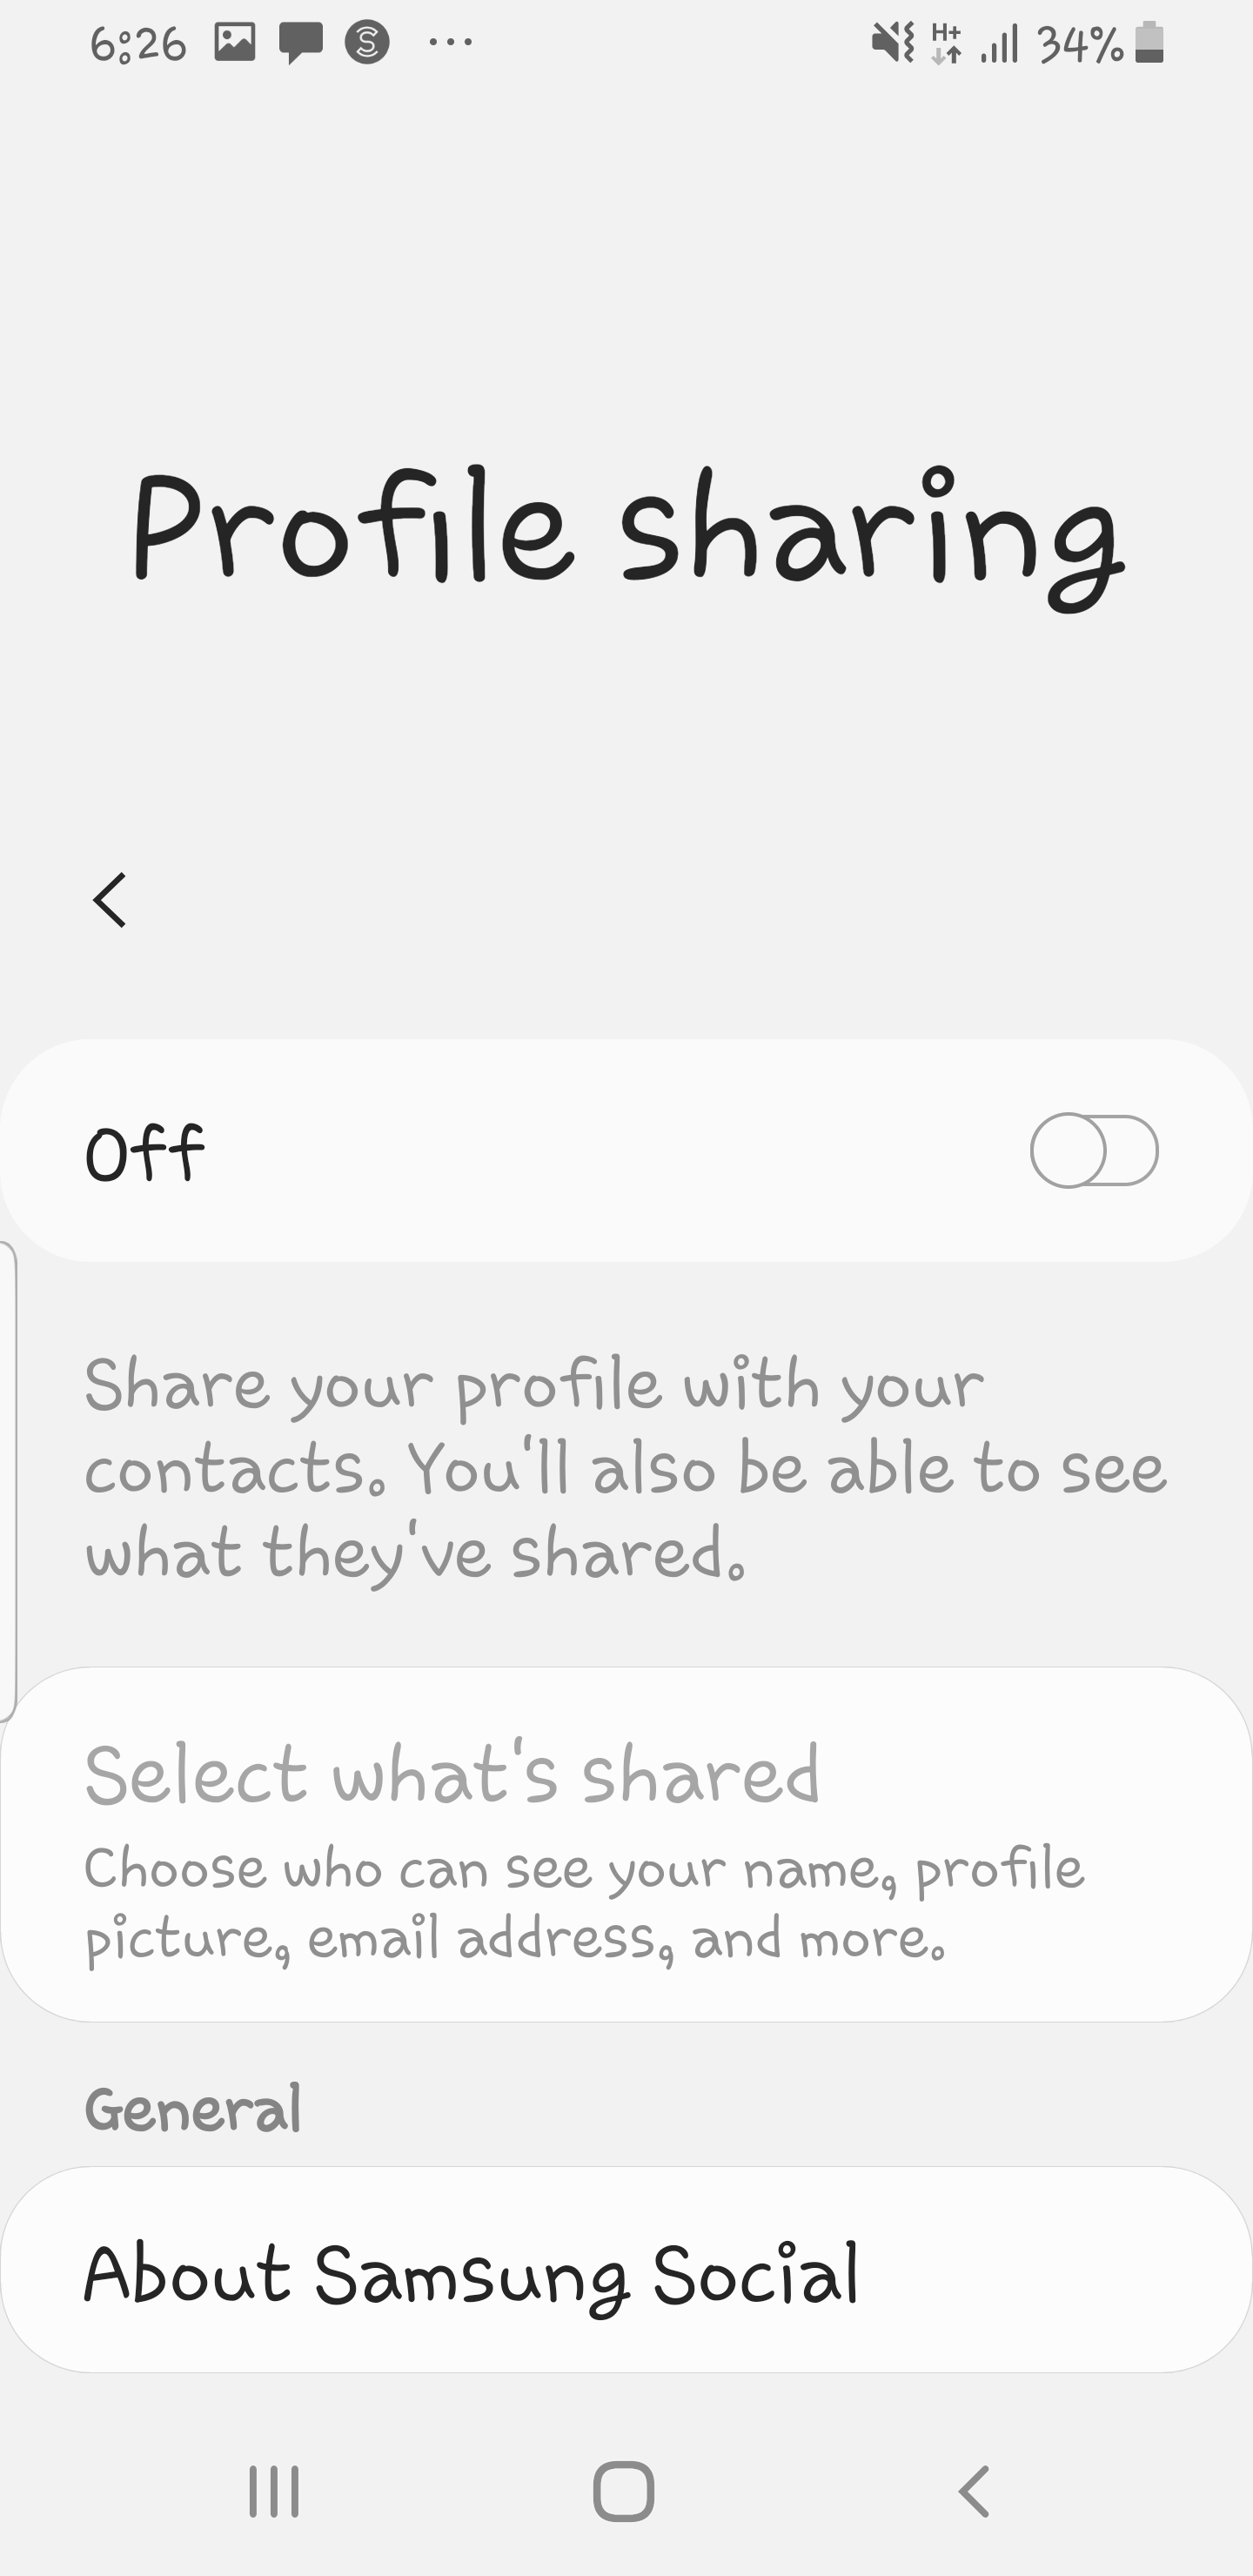 6:26 H+ 34%
Profile sharing
Off
Share your profile with your
contacts. You'll also be able to see
what they've shared.
Select what's shared
Choose who can see your name, profile
picture, email address, and more.
General
About Samsung Social